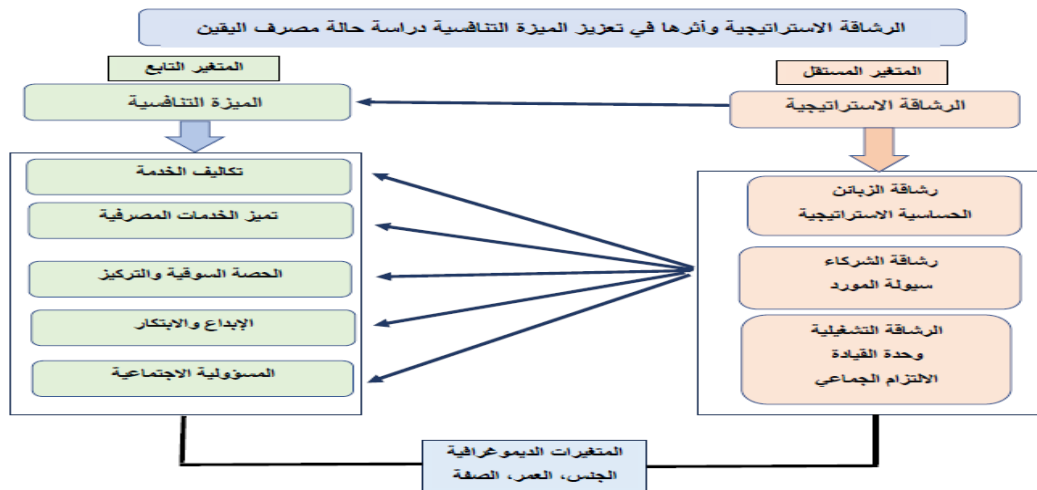 الرشاقة الاستراتيجية وأثرها في تعزيز الميزة التنافسية دراسة حالة مصرف اليقين
المتغير المستقل
المتغير التابع
الرشاقة الاستراتيجية
الميزة التنافسية
رشاقة الزبائن
الحساسية الاستراتيجية
رشاقة الشركاء
سيولة المورد
الرشاقة التشغيلية
وحدة القيادة
الالتزام الجماعي
تكاليف الخدمة
تميز الخدمات المصرفية
الحصة السوقية والتركيز
الإبداع والابتكار
المسؤولية الاجتماعية
المتغيرات الديموغرافية
الجنس، العمر، الصفة